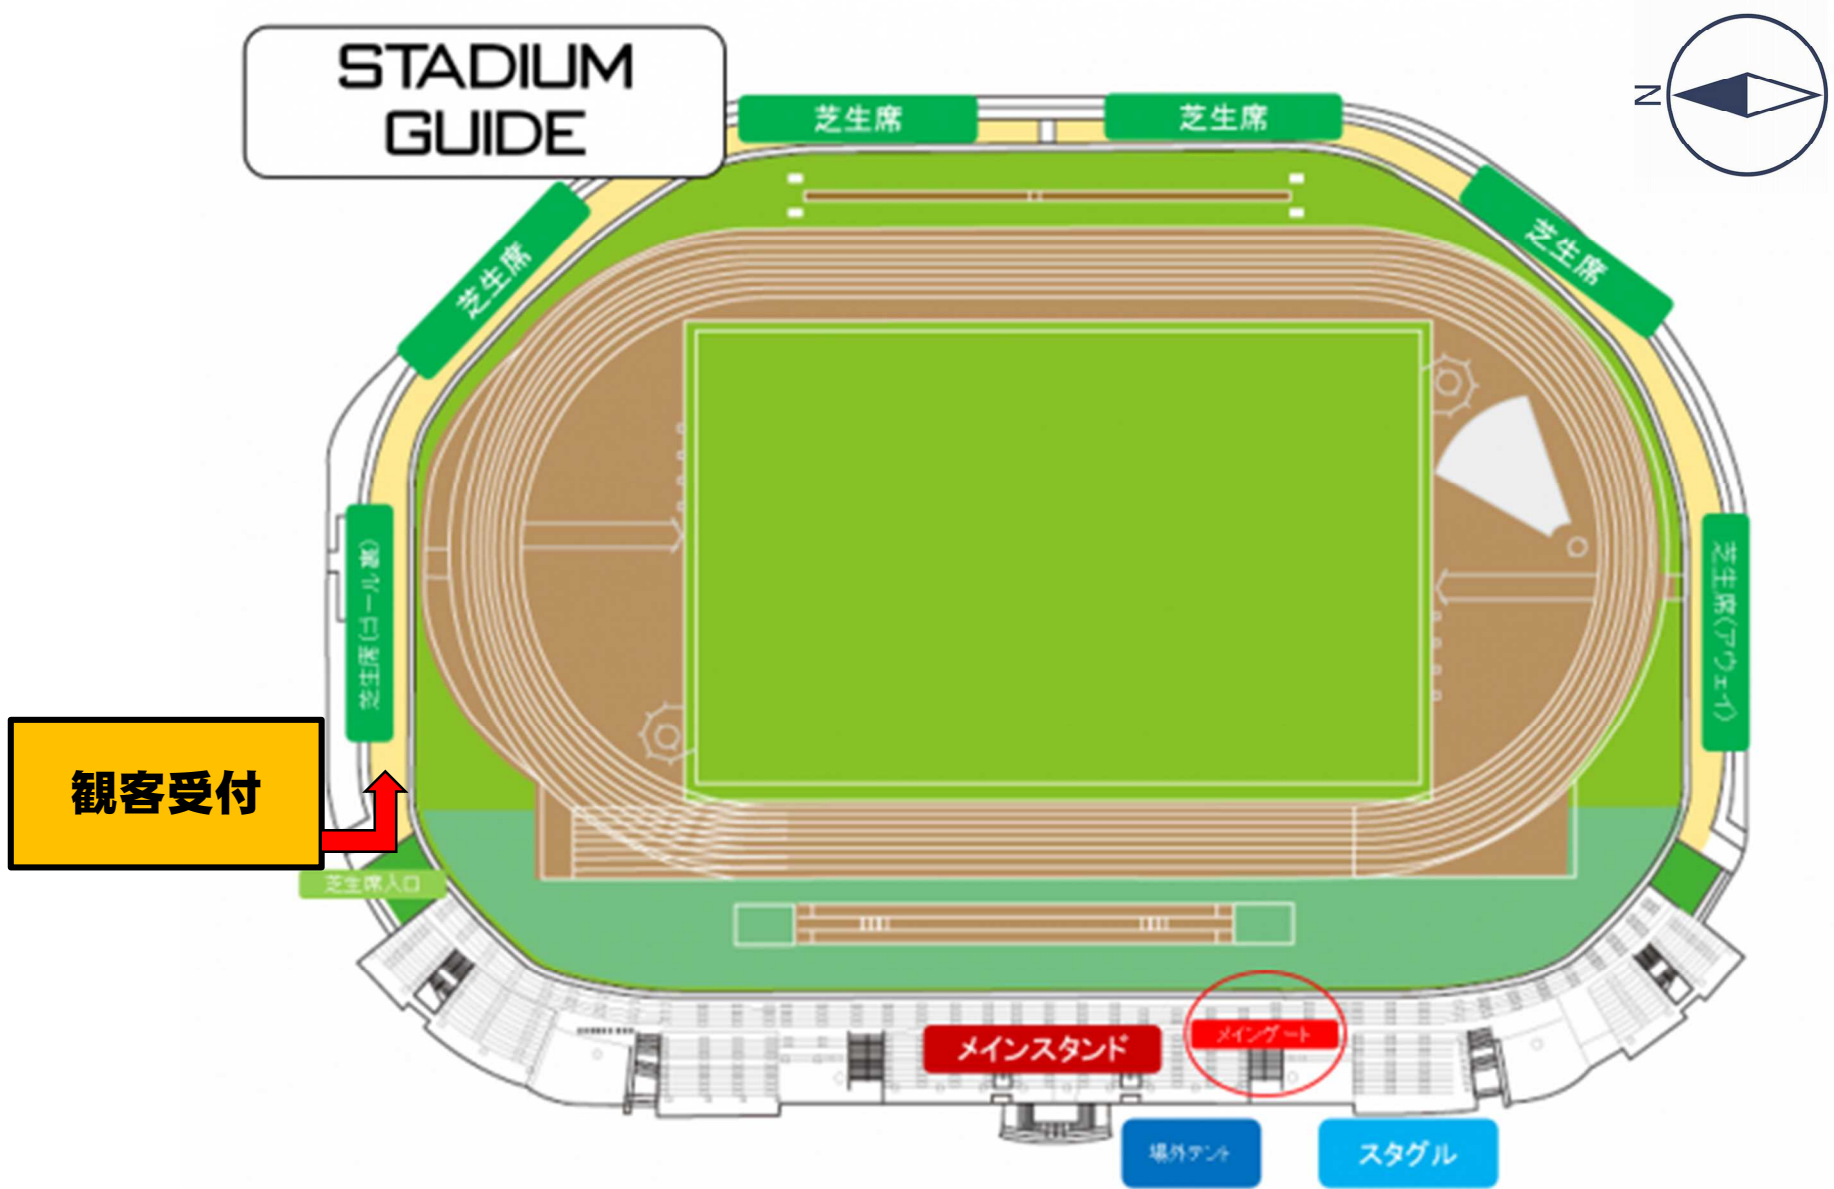 STADIUM
GUIDE
N
芝生席
芝生席
芝生席
芝生席
芝生席(ゴール裏)
芝生席(アウェイ)
観客受付
芝生席入口
メインスタンド
メインゲート
場外テント
スタグル